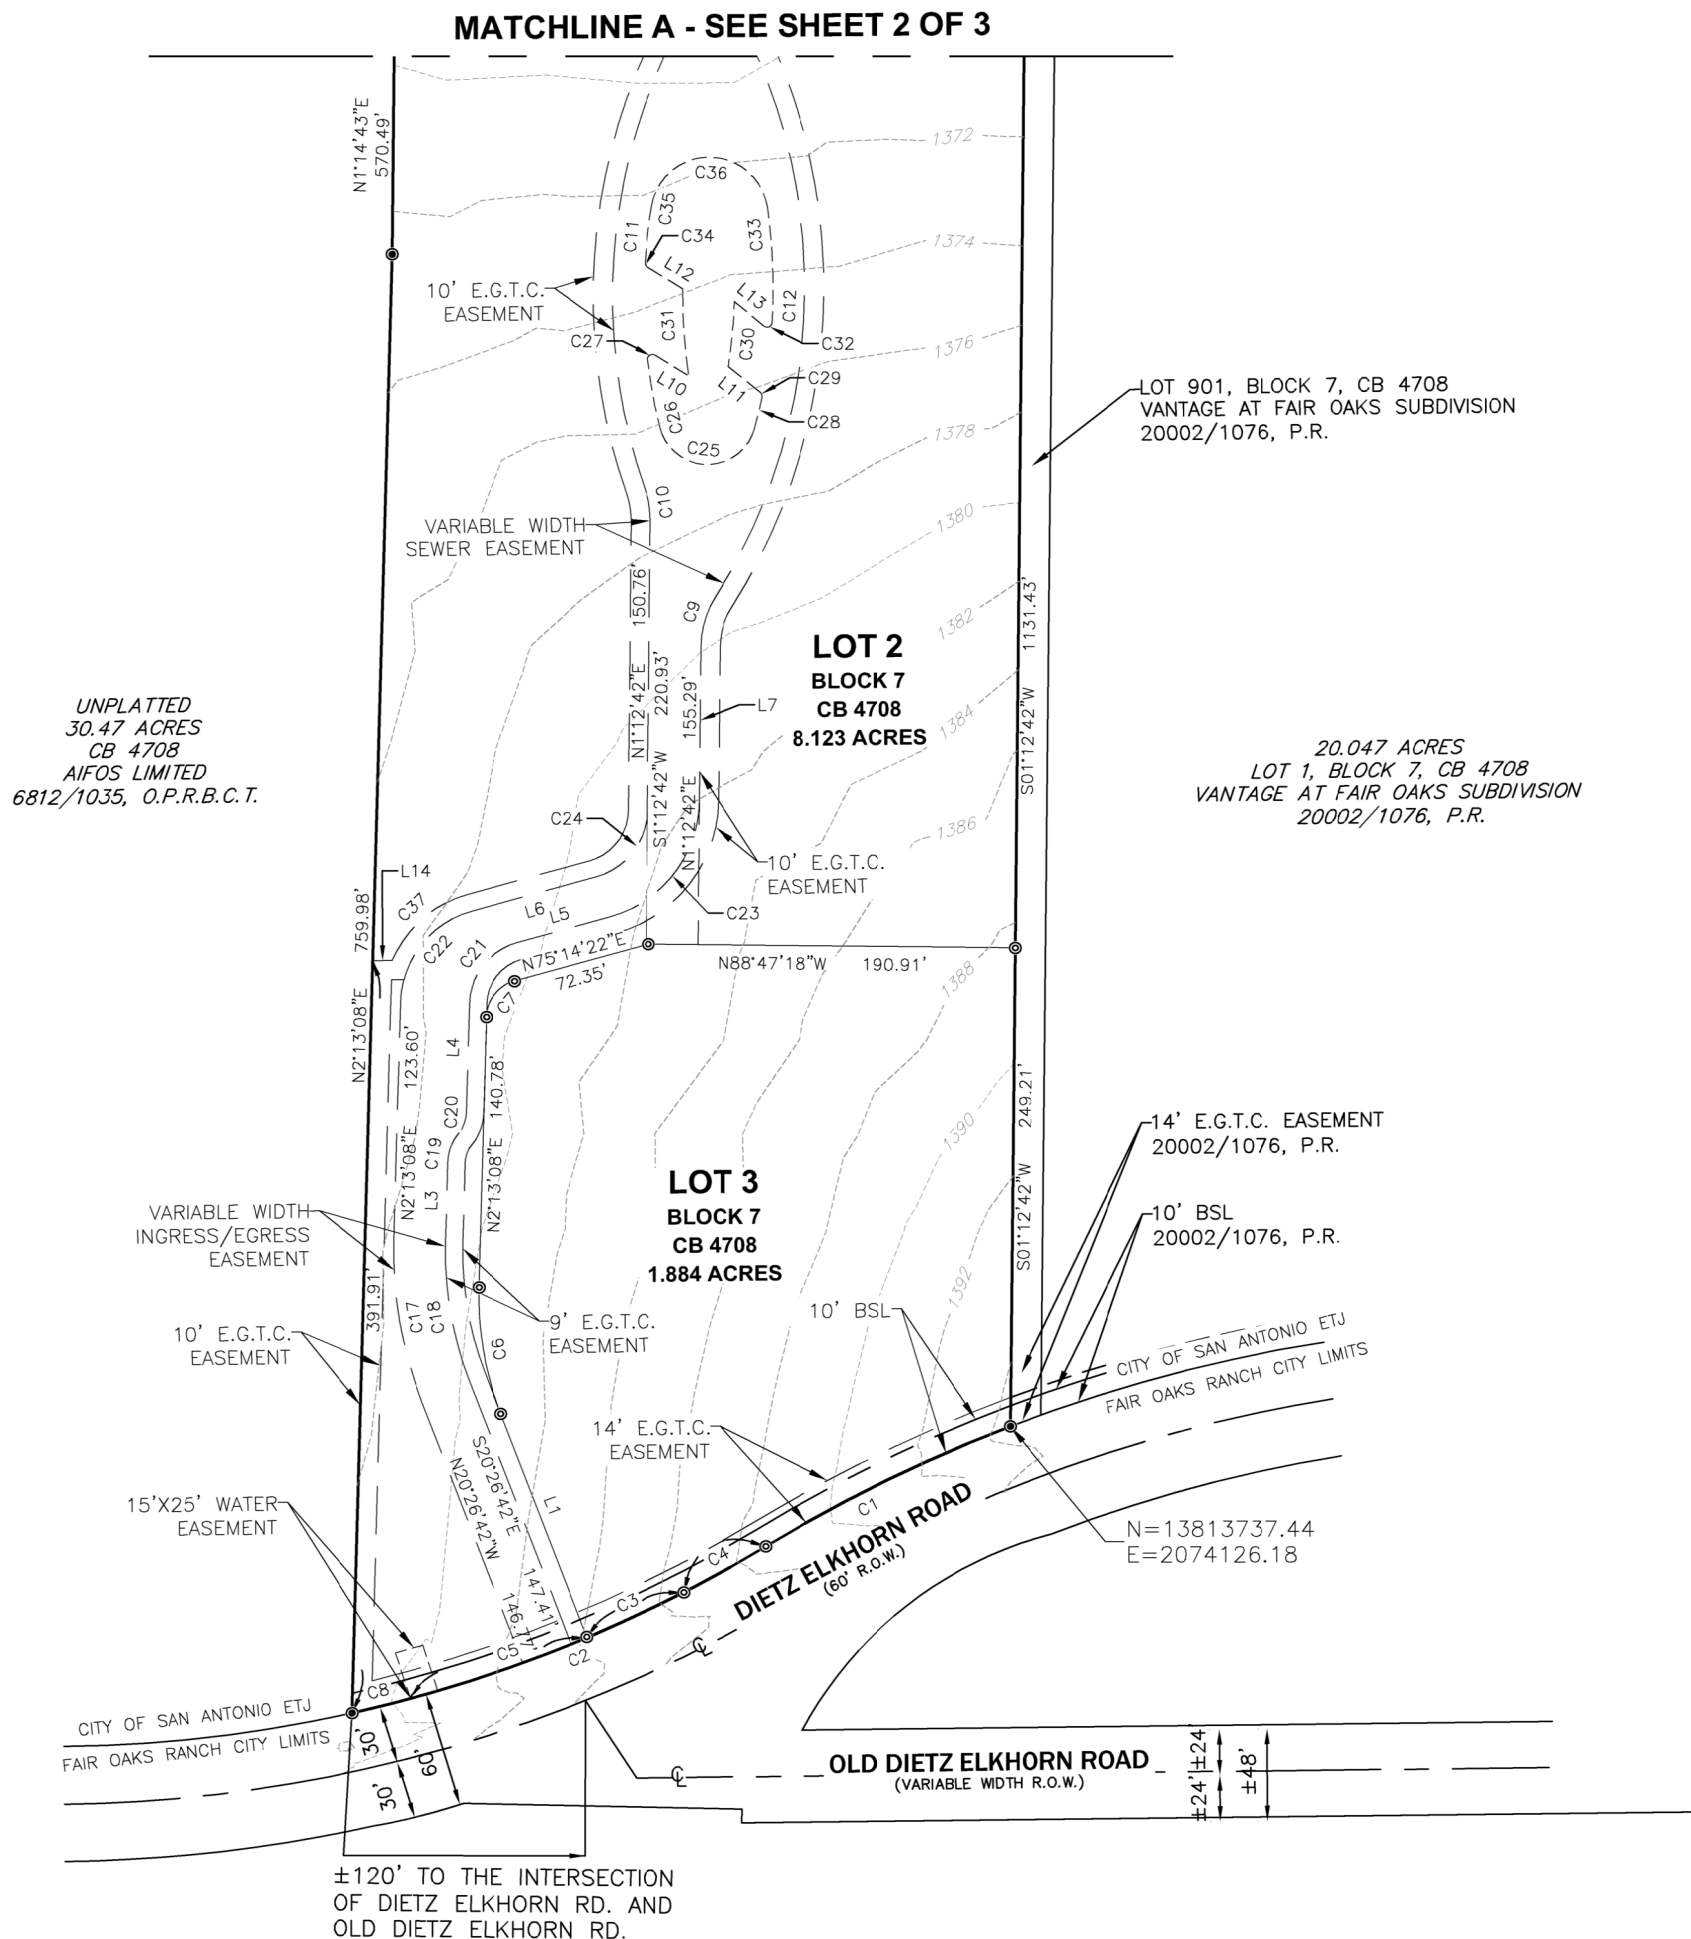 MATCHLINE A - SEE SHEET 2 OF 3
N1°14'43"E
570.49'
1372
C36
C35
C33
C11
C34
1374
L12
10' E.G.T.C.
EASEMENT
L13
C12
C31
C30
C27
C32
1376
L10
L11
C29
C26
C28
C25
1378
LOT 901, BLOCK 7, CB 4708
VANTAGE AT FAIR OAKS SUBDIVISION
20002/1076, P.R.
C10
VARIABLE WIDTH
SEWER EASEMENT
1380
N1°12'42"E 150.76'
C9
1382
S01°12'42"W 1131.43'
LOT 2
BLOCK 7
CB 4708
8.123 ACRES
S1°12'42"W 220.93'
N1°12'42"E 155.29'
L7
1384
UNPLATTED
30.47 ACRES
CB 4708
AIFOS LIMITED
6812/1035, O.P.R.B.C.T.
20.047 ACRES
LOT 1, BLOCK 7, CB 4708
VANTAGE AT FAIR OAKS SUBDIVISION
20002/1076, P.R.
C24
1386
10' E.G.T.C.
EASEMENT
L14
C37
L6
L5
C23
N2°13'08"E 759.98'
C22
C21
N75°14'22"E
72.35'
N88°47'18"W 190.91'
1388
C7
N2°13'08"E 123.60'
L4
N2°13'08"E 140.78'
C20
C19
L3
1390
S01°12'42"W 249.21'
14' E.G.T.C. EASEMENT
20002/1076, P.R.
LOT 3
BLOCK 7
CB 4708
1.884 ACRES
VARIABLE WIDTH
INGRESS/EGRESS
EASEMENT
10' BSL
20002/1076, P.R.
391.91'
1392
C17
C18
9' E.G.T.C.
EASEMENT
10' BSL
C6
10' E.G.T.C.
EASEMENT
CITY OF SAN ANTONIO ETJ
FAIR OAKS RANCH CITY LIMITS
14' E.G.T.C.
EASEMENT
S20°26'42"E 147.41'
N20°26'42"W 146.77'
L1
15'X25' WATER
EASEMENT
C1
C4
C3
N=13813737.44
E=2074126.18
DIETZ ELKHORN ROAD
(60' R.O.W.)
C5
C2
C8
CITY OF SAN ANTONIO ETJ
FAIR OAKS RANCH CITY LIMITS
30'
60'
30'
OLD DIETZ ELKHORN ROAD
(VARIABLE WIDTH R.O.W.)
±24'
±24'
±48'
±120' TO THE INTERSECTION
OF DIETZ ELKHORN RD. AND
OLD DIETZ ELKHORN RD.